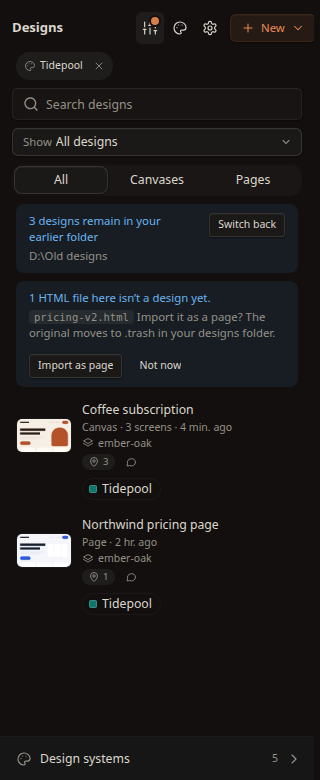 Designs
New
Tidepool
Search designs
Show All designs
All
Canvases
Pages
3 designs remain in your
earlier folder
Switch back
D:\Old designs
1 HTML file here isn't a design yet.
pricing-v2.html Import it as a page? The
original moves to .trash in your designs folder.
Import as page
Not now
Coffee subscription
Canvas · 3 screens · 4 min. ago
ember-oak
3
Tidepool
Northwind pricing page
Page · 2 hr. ago
ember-oak
1
Tidepool
Design systems
5